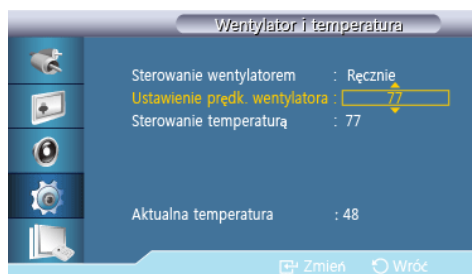 Wentylator i temperatura
Sterowanie wentylatorem : Ręcznie
Ustawienie prędk. wentylatora : 77
Sterowanie temperaturą : 77
Aktualna temperatura : 48
Zmień Wróć